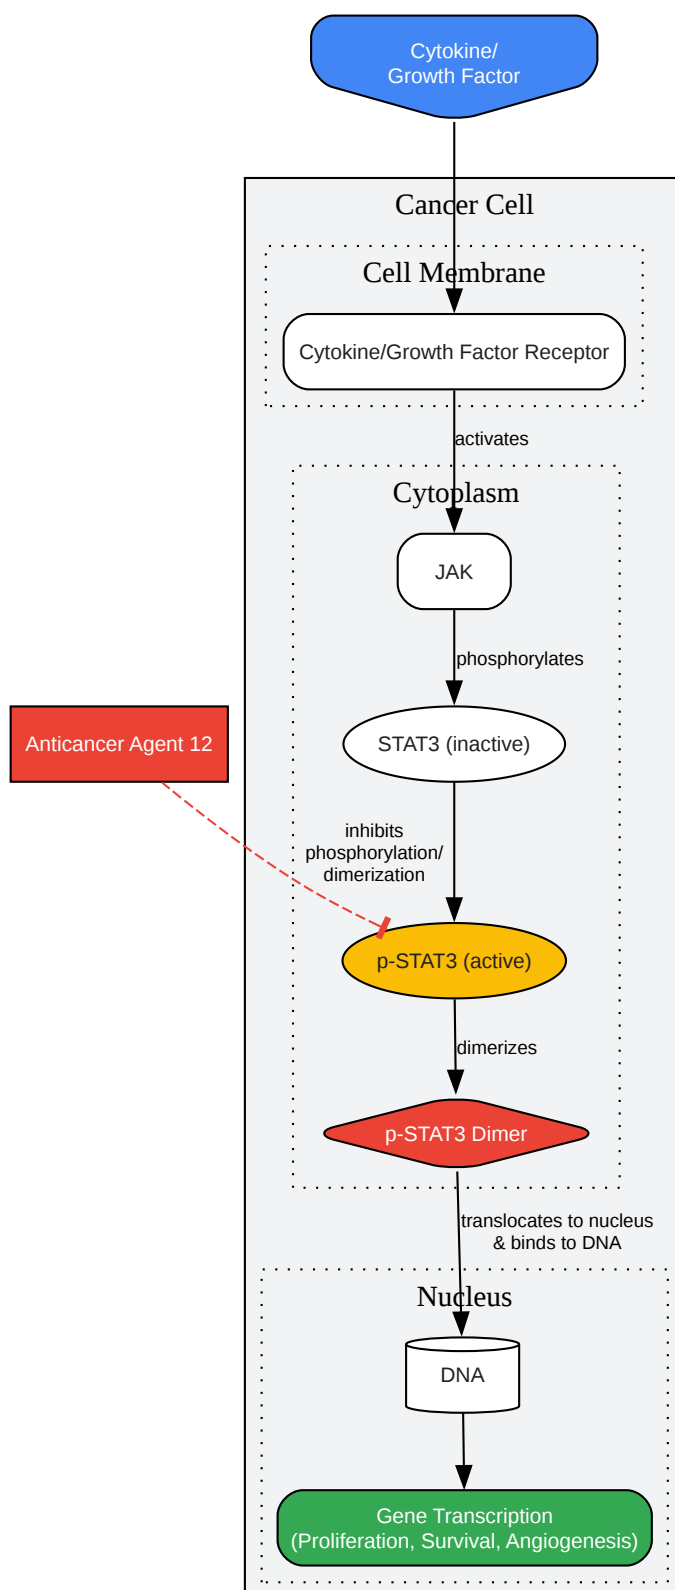 Cytokine/
Growth Factor
Cancer Cell
Cell Membrane
Cytokine/Growth Factor Receptor
activates
Cytoplasm
JAK
phosphorylates
Anticancer Agent 12
STAT3 (inactive)
inhibits
phosphorylation/
dimerization
p-STAT3 (active)
dimerizes
p-STAT3 Dimer
translocates to nucleus
& binds to DNA
Nucleus
DNA
Gene Transcription
(Proliferation, Survival, Angiogenesis)